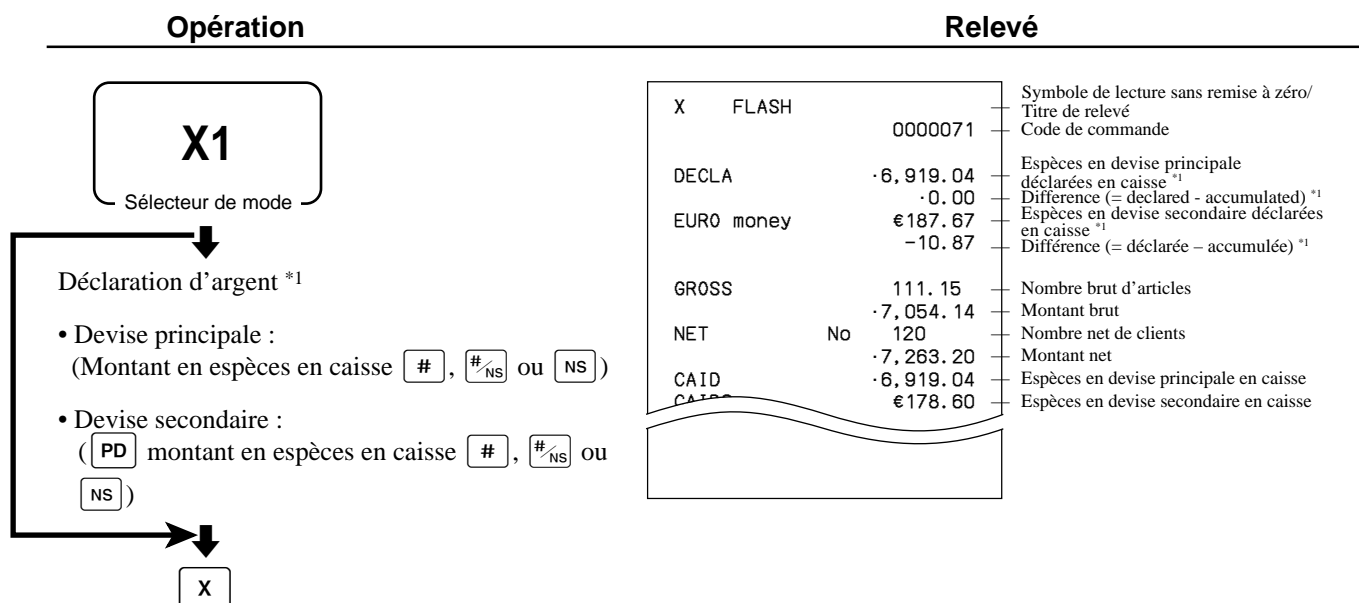 Opération
Relevé
X1
Sélecteur de mode
Déclaration d’argent *1
• Devise principale :
(Montant en espèces en caisse #, #/NS ou NS)
• Devise secondaire :
(PD montant en espèces en caisse #, #/NS ou
NS)
X
X FLASH
Symbole de lecture sans remise à zéro/
Titre de relevé
0000071
Code de commande
DECLA ·6,919.04
Espèces en devise principale
déclarées en caisse *1
·0.00
Difference (= declared - accumulated) *1
EURO money €187.67
Espèces en devise secondaire déclarées
en caisse *1
-10.87
Différence (= déclarée – accumulée) *1
GROSS 111.15
Nombre brut d’articles
·7,054.14
Montant brut
NET No 120
Nombre net de clients
·7,263.20
Montant net
CAID ·6,919.04
Espèces en devise principale en caisse
€178.60
Espèces en devise secondaire en caisse